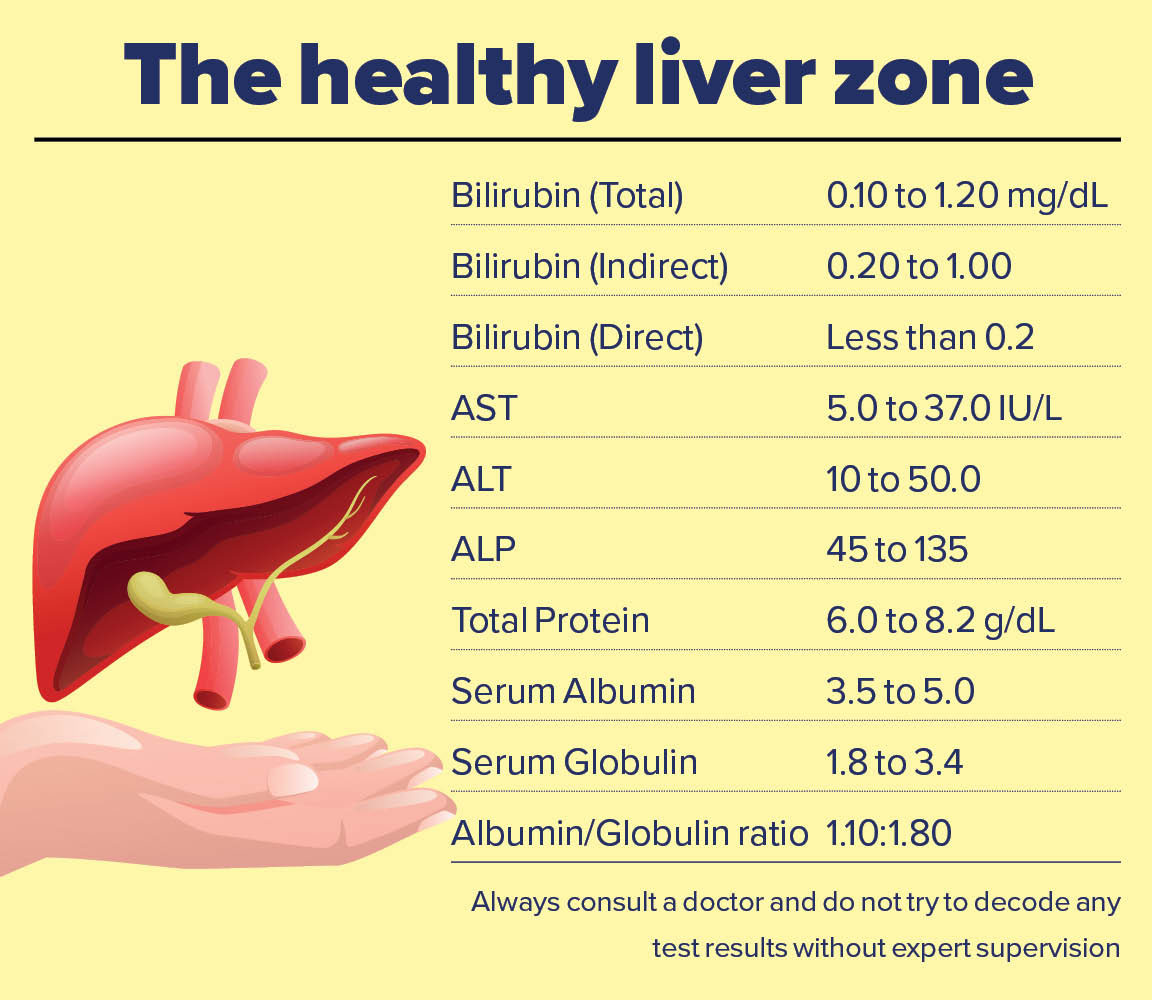 The healthy liver zone
Bilirubin (Total) 0.10 to 1.20 mg/dL
Bilirubin (Indirect) 0.20 to 1.00
Bilirubin (Direct) Less than 0.2
AST 5.0 to 37.0 IU/L
ALT 10 to 50.0
ALP 45 to 135
Total Protein 6.0 to 8.2 g/dL
Serum Albumin 3.5 to 5.0
Serum Globulin 1.8 to 3.4
Albumin/Globulin ratio 1.10:1.80
Always consult a doctor and do not try to decode any
test results without expert supervision